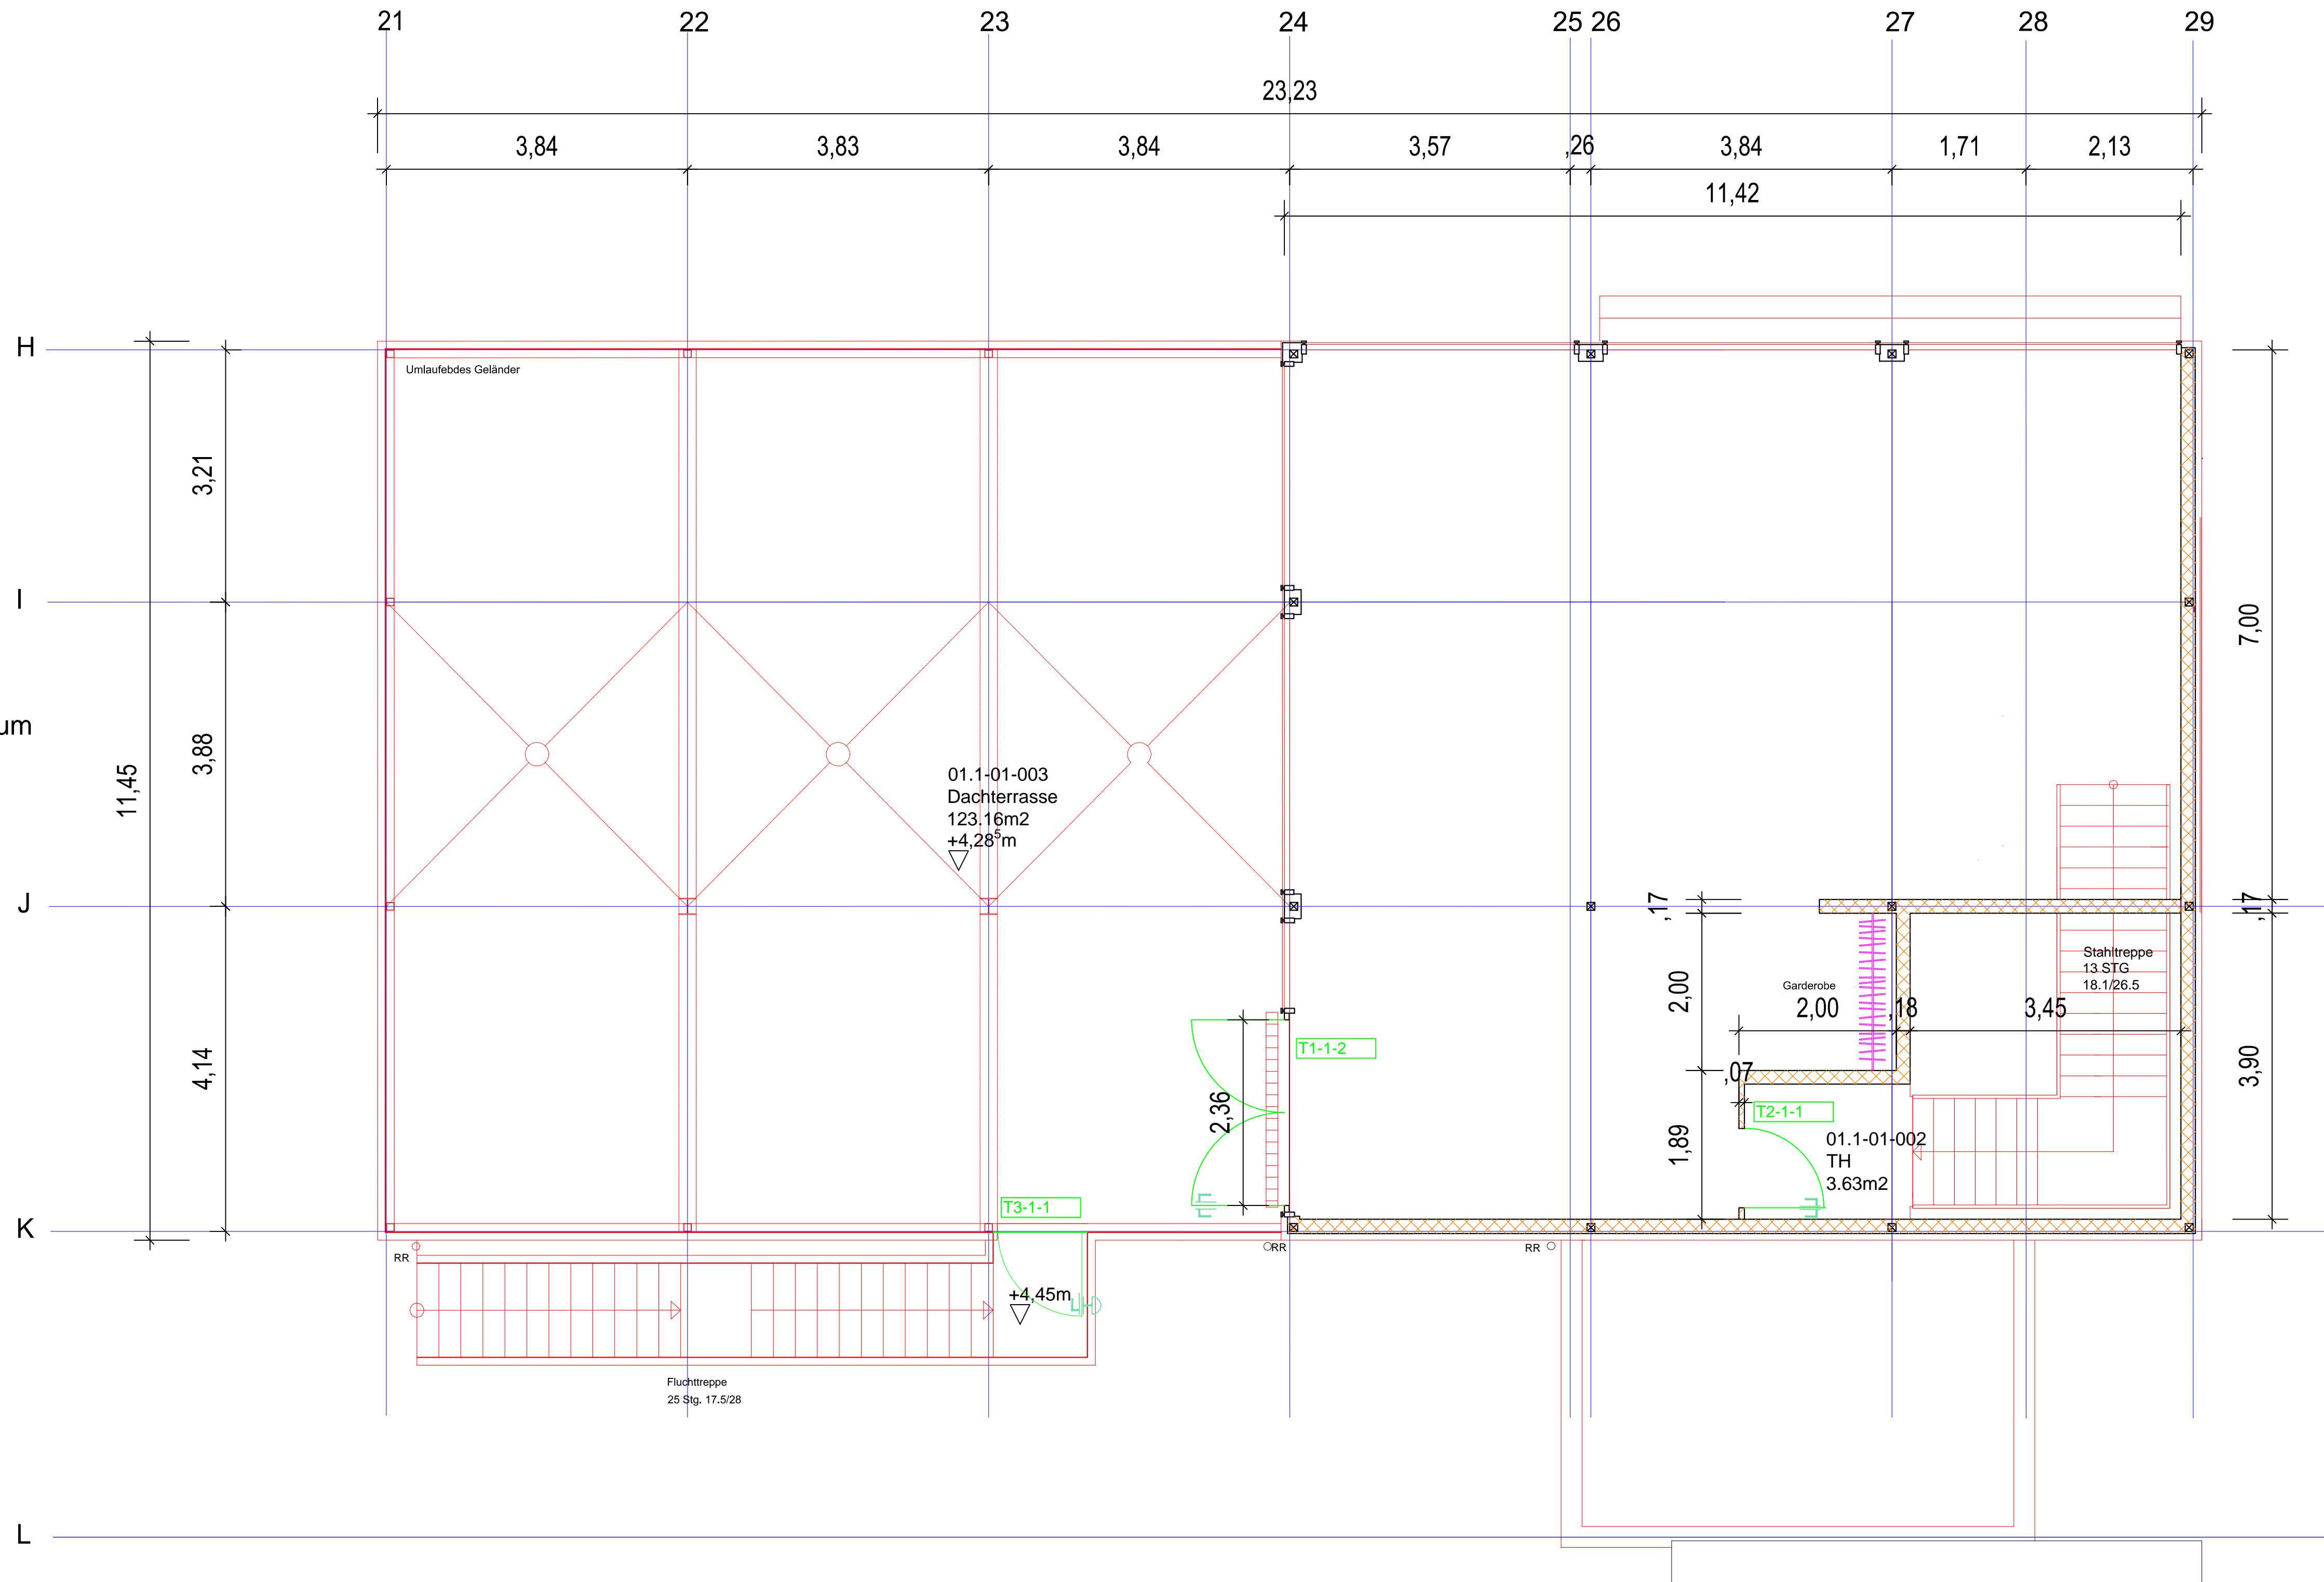 21
22
23
24
25 26
27
28
29
23,23
3,84
3,83
3,84
3,57
,26
3,84
1,71
2,13
11,42
H
Umlaufebdes Geländer
3,21
I
7,00
um
3,88
11,45
01.1-01-003
Dachterrasse
123.16m2
+4,28⁵m
J
,17
,17
Stahltreppe
13 STG
18.1/26.5
Garderobe
2,00
2,00
,18
3,45
T1-1-2
4,14
2,36
,07
3,90
T2-1-1
1,89
01.1-01-002
TH
3.63m2
T3-1-1
K
RR
RR
RR
+4,45m
Fluchttreppe
25 Stg. 17.5/28
L